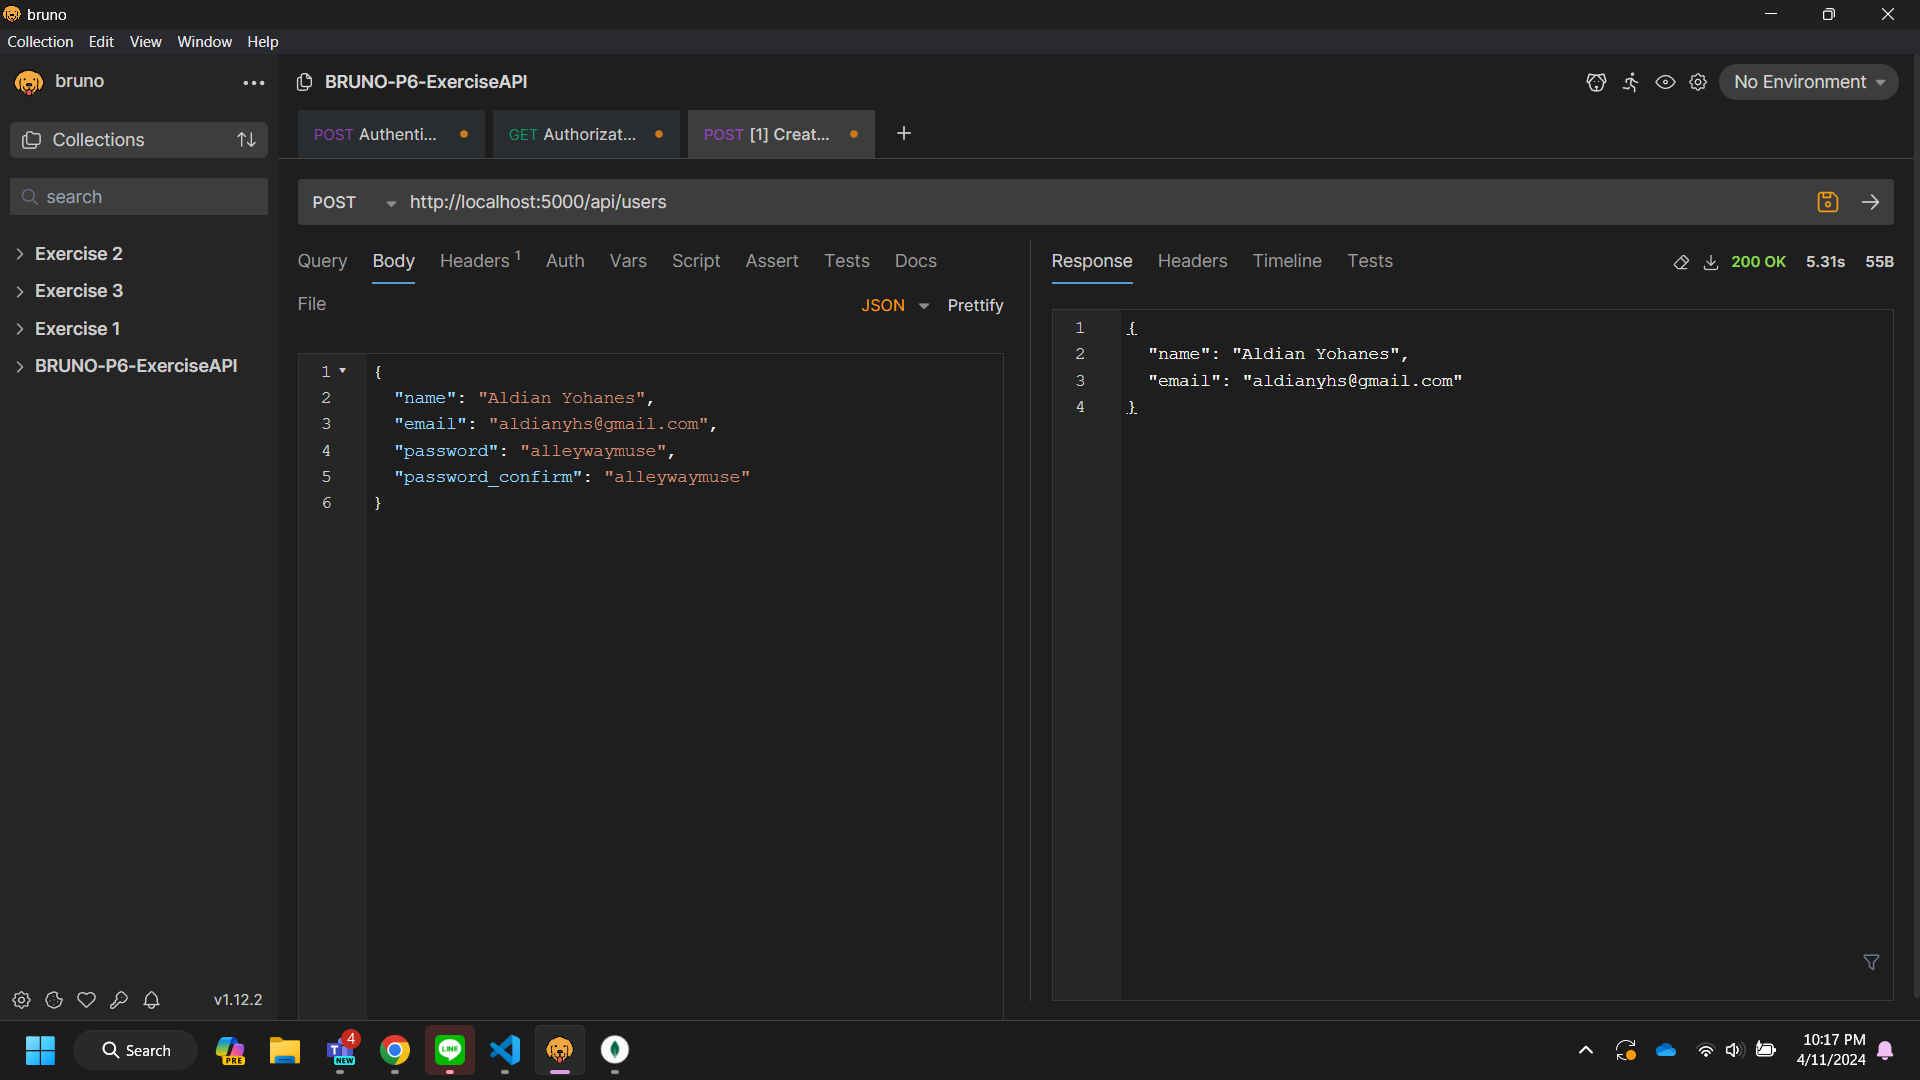 bruno
Collection Edit View Window Help
bruno
BRUNO-P6-ExerciseAPI
No Environment
Collections
POST Authenti...
GET Authorizat...
POST [1] Creat...
+
search
POST http://localhost:5000/api/users
Exercise 2
Exercise 3
Exercise 1
BRUNO-P6-ExerciseAPI
Query Body Headers 1 Auth Vars Script Assert Tests Docs
File
JSON Prettify
1 {
2 "name": "Aldian Yohanes",
3 "email": "aldianyhs@gmail.com",
4 "password": "alleywaymuse",
5 "password_confirm": "alleywaymuse"
6 }
Response Headers Timeline Tests
200 OK 5.31s 55B
1 {
2 "name": "Aldian Yohanes",
3 "email": "aldianyhs@gmail.com"
4 }
v1.12.2
Search
PRE
4
NEW
LINE
10:17 PM
4/11/2024